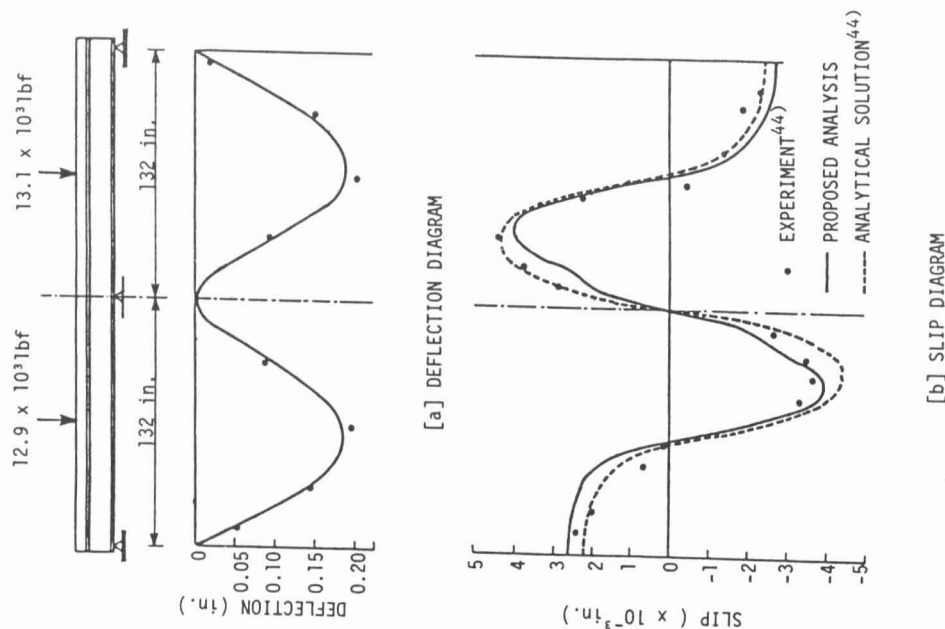 12.9 x 10³lbf
13.1 x 10³lbf
132 in.
132 in.
DEFLECTION (in.)
0
0.05
0.10
0.15
0.20
[a] DEFLECTION DIAGRAM
SLIP ( x 10⁻³in.
5
4
3
2
1
0
-1
-2
-3
-4
-5
EXPERIMENT⁴⁴)
PROPOSED ANALYSIS
ANALYTICAL SOLUTION⁴⁴)
[b] SLIP DIAGRAM